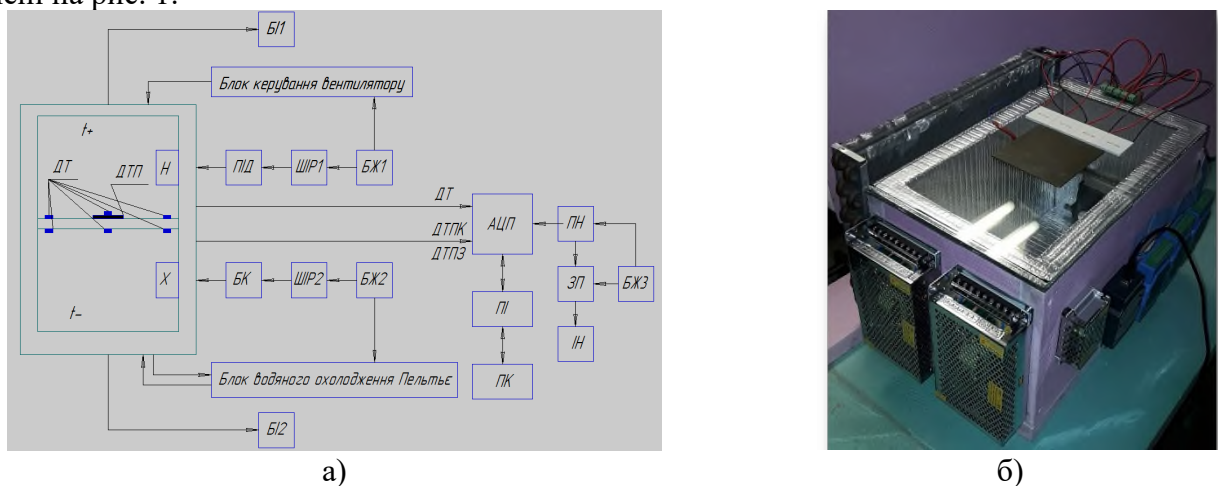 БІ1
Блок керування вентилятору
t+
ДТ
ДТП
Н
ПІД
ШІР1
БЖ1
ДТ
ДТПК
ДТПЗ
АЦП
ПН
ЗП
БЖ3
ІН
Х
БК
ШІР2
БЖ2
t-
ПІ
ПК
Блок водяного охолодження Пельтьє
БІ2
а)
б)